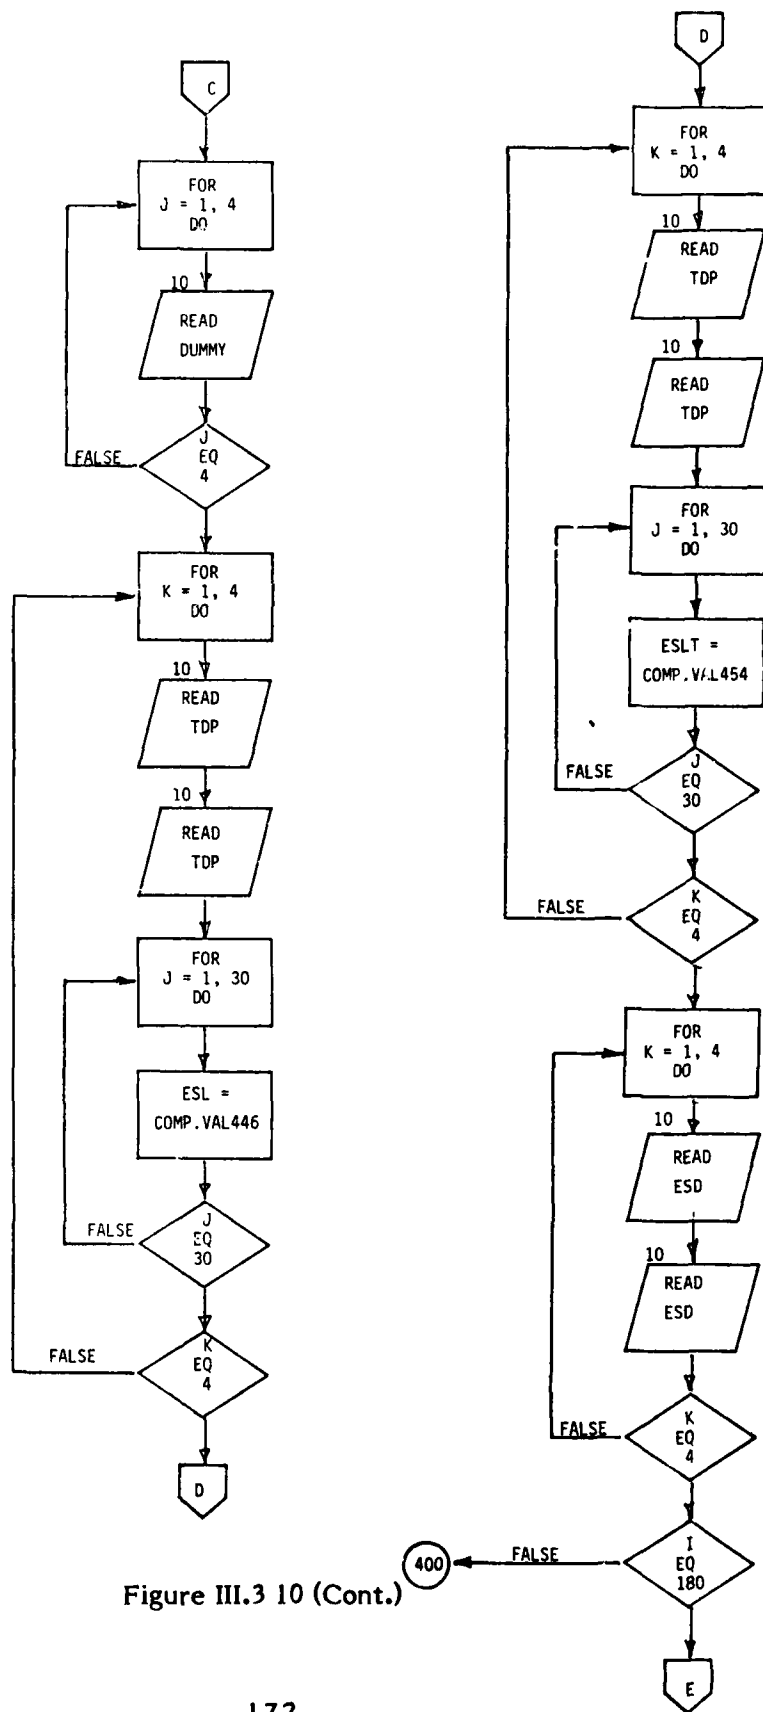 C
FOR
J = 1, 4
DO
10
READ
DUMMY
J
EQ
4
FALSE
FOR
K = 1, 4
DO
10
READ
TDP
10
READ
TDP
FOR
J = 1, 30
DO
ESL =
COMP.VAL446
J
EQ
30
FALSE
K
EQ
4
FALSE
D
D
FOR
K = 1, 4
DO
10
READ
TDP
10
READ
TDP
FOR
J = 1, 30
DO
ESLT =
COMP.VAL454
J
EQ
30
FALSE
K
EQ
4
FALSE
FOR
K = 1, 4
DO
10
READ
ESD
10
READ
ESD
K
EQ
4
FALSE
I
EQ
180
FALSE
400
E
Figure III.3 10 (Cont.)
172